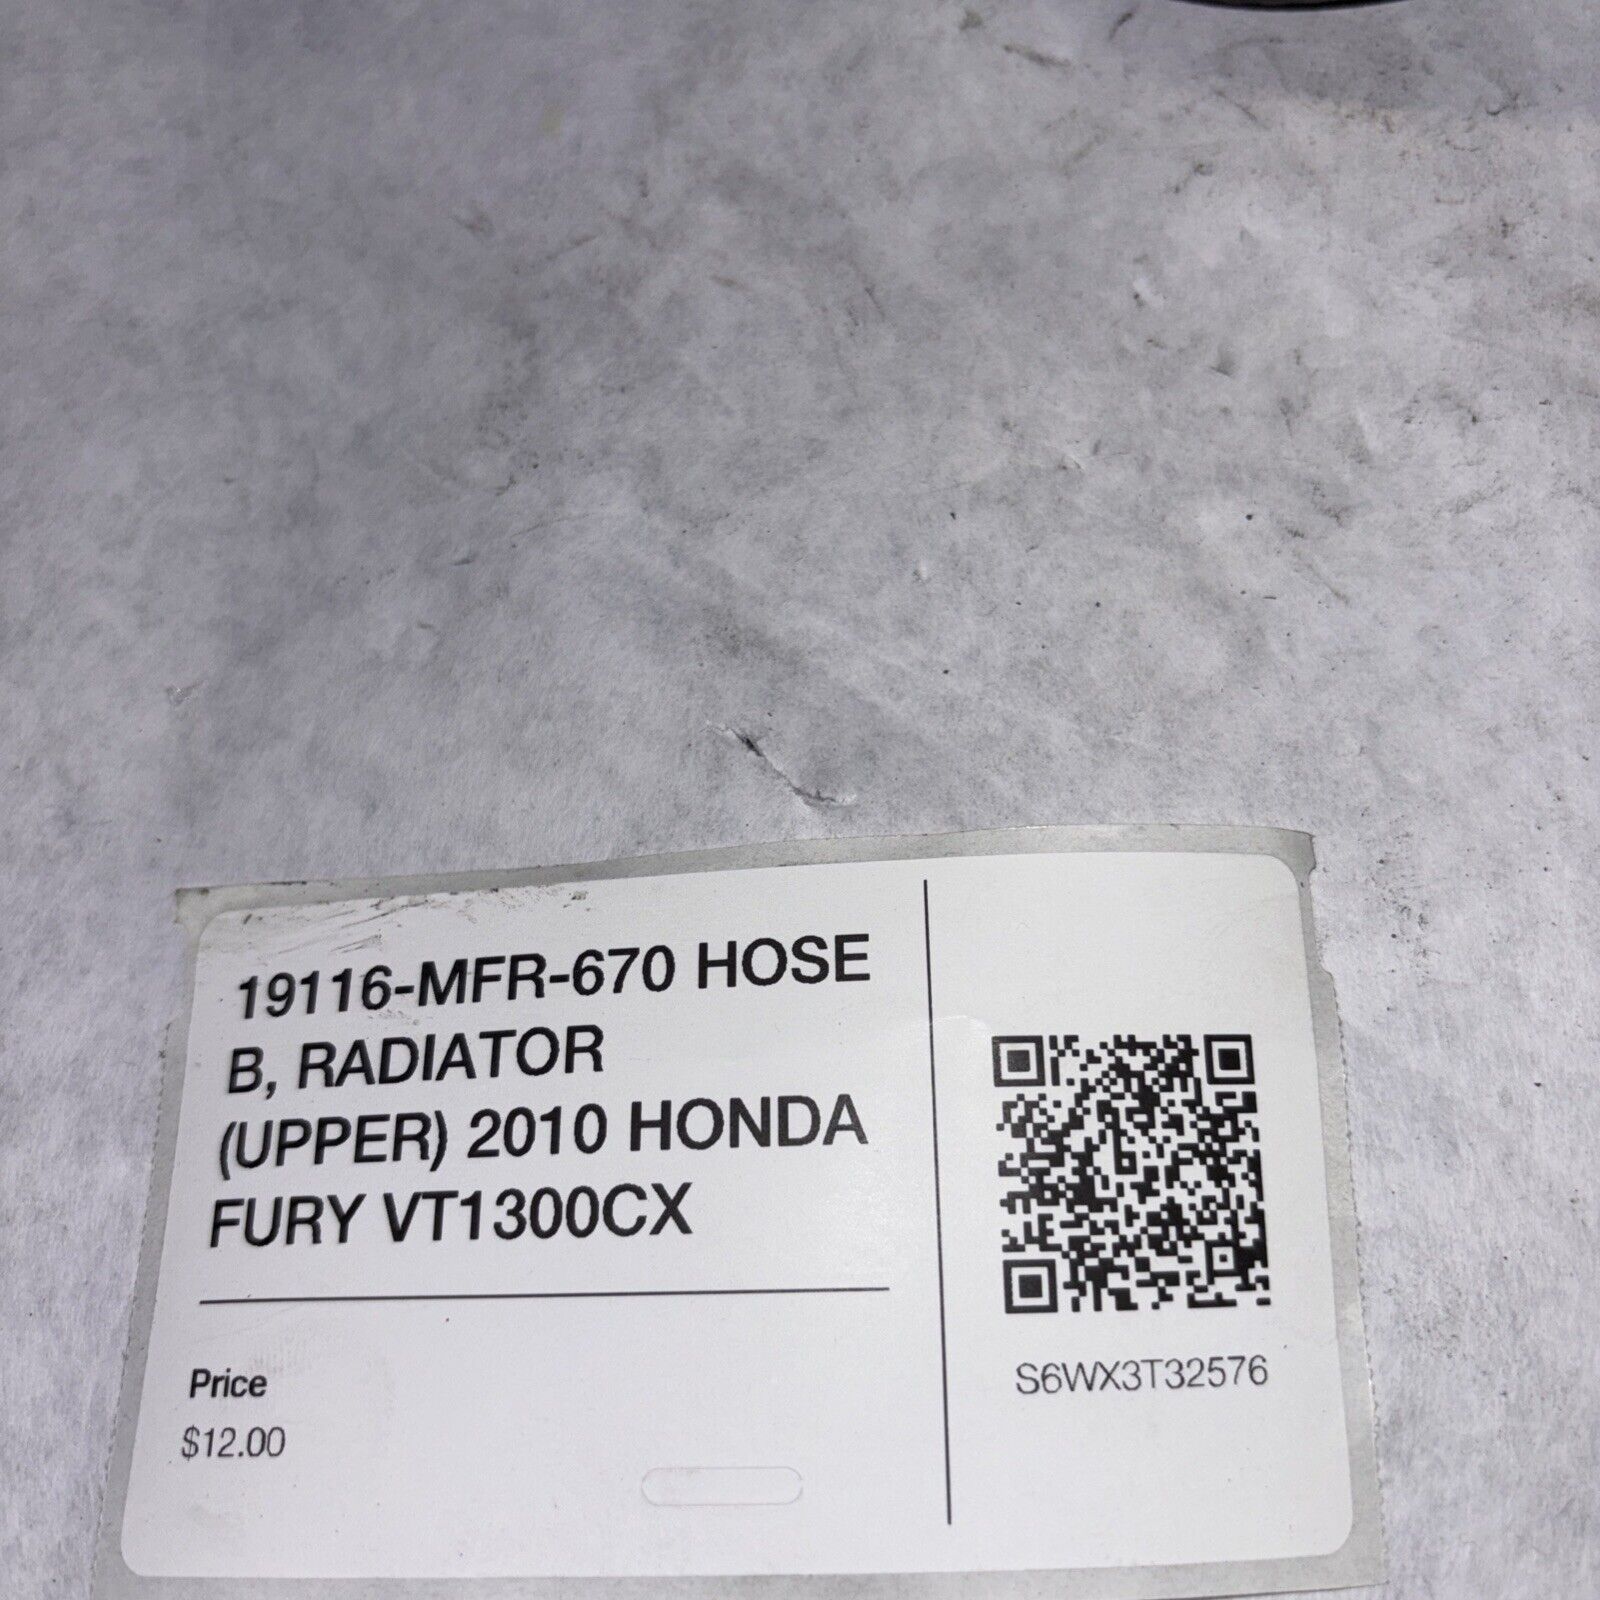 19116-MFR-670 HOSE
B, RADIATOR
(UPPER) 2010 HONDA
FURY VT1300CX
Price
$12.00
S6WX3T32576